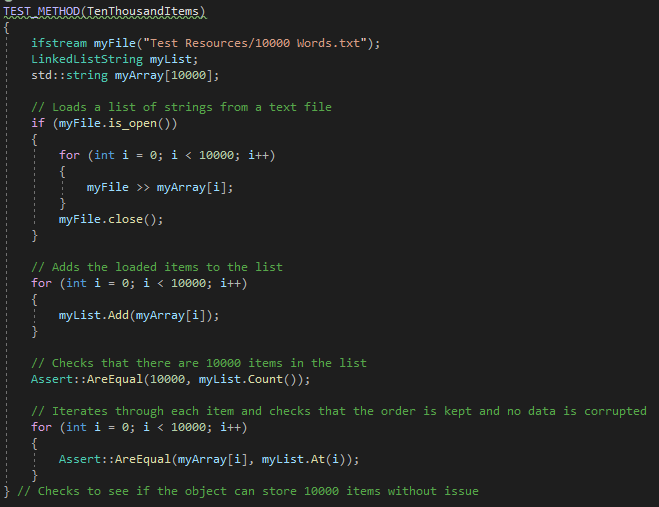 TEST_METHOD(TenThousandItems)
{
    ifstream myFile("Test Resources/10000 Words.txt");
    LinkedListString myList;
    std::string myArray[10000];

    // Loads a list of strings from a text file
    if (myFile.is_open())
    {
        for (int i = 0; i < 10000; i++)
        {
            myFile >> myArray[i];
        }
        myFile.close();
    }

    // Adds the loaded items to the list
    for (int i = 0; i < 10000; i++)
    {
        myList.Add(myArray[i]);
    }

    // Checks that there are 10000 items in the list
    Assert::AreEqual(10000, myList.Count());

    // Iterates through each item and checks that the order is kept and no data is corrupted
    for (int i = 0; i < 10000; i++)
    {
        Assert::AreEqual(myArray[i], myList.At(i));
    }
} // Checks to see if the object can store 10000 items without issue